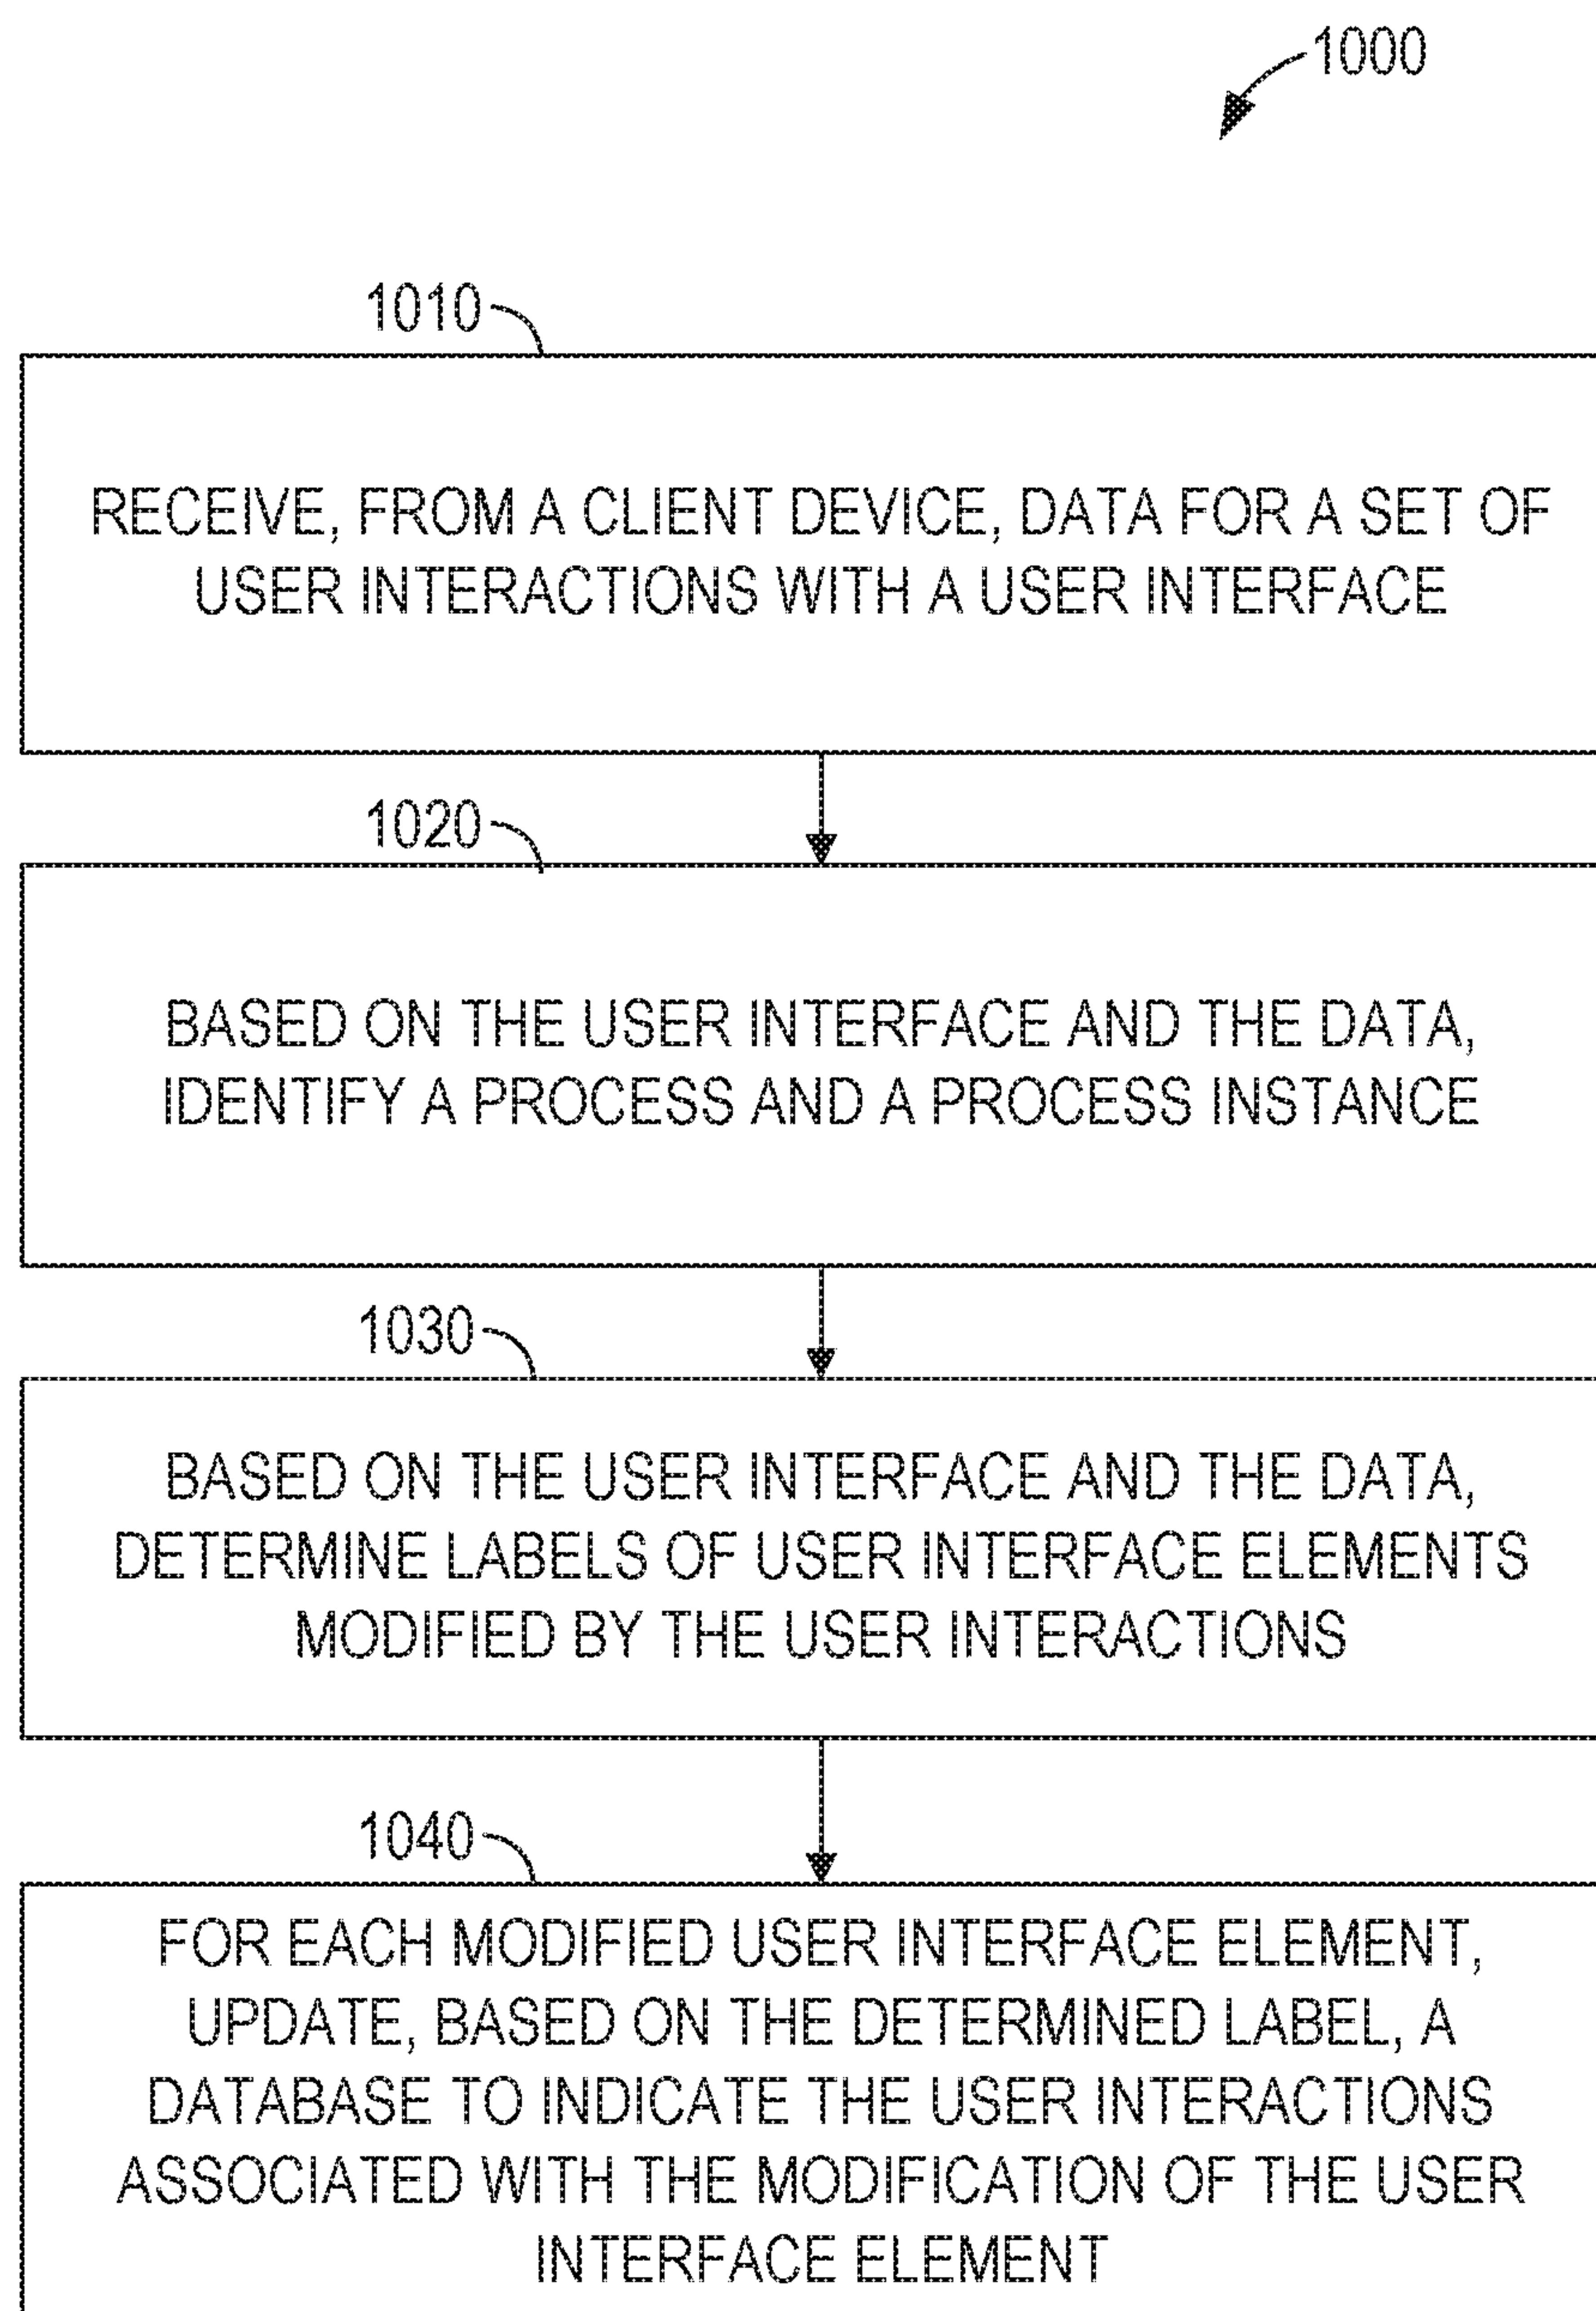 1000
1010
RECEIVE, FROM A CLIENT DEVICE, DATA FOR A SET OF
USER INTERACTIONS WITH A USER INTERFACE
1020
BASED ON THE USER INTERFACE AND THE DATA,
IDENTIFY A PROCESS AND A PROCESS INSTANCE
1030
BASED ON THE USER INTERFACE AND THE DATA,
DETERMINE LABELS OF USER INTERFACE ELEMENTS
MODIFIED BY THE USER INTERACTIONS
1040
FOR EACH MODIFIED USER INTERFACE ELEMENT,
UPDATE, BASED ON THE DETERMINED LABEL, A
DATABASE TO INDICATE THE USER INTERACTIONS
ASSOCIATED WITH THE MODIFICATION OF THE USER
INTERFACE ELEMENT